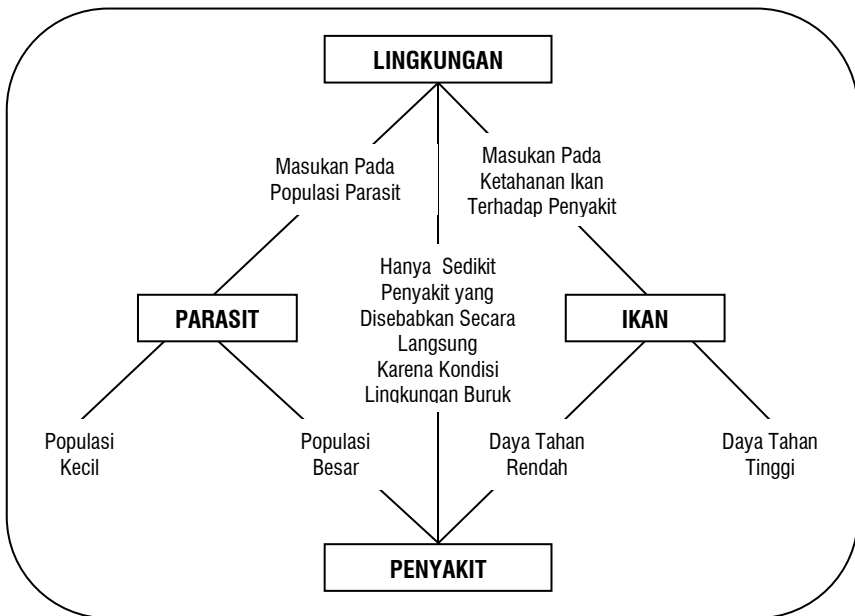 LINGKUNGAN
Masukan Pada
Populasi Parasit
Masukan Pada
Ketahanan Ikan
Terhadap Penyakit
Hanya Sedikit
Penyakit yang
Disebabkan Secara
Langsung
Karena Kondisi
Lingkungan Buruk
PARASIT
IKAN
Populasi
Kecil
Populasi
Besar
Daya Tahan
Rendah
Daya Tahan
Tinggi
PENYAKIT